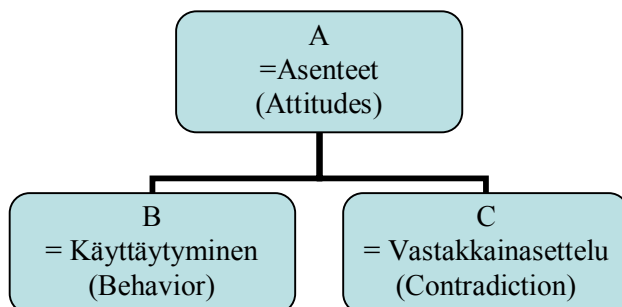 A
=Asenteet
(Attitudes)
B
= Käyttäytyminen
(Behavior)
C
= Vastakkainasettelu
(Contradiction)